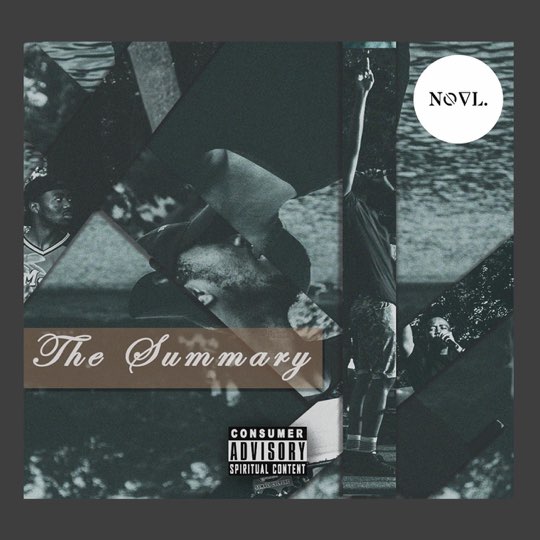 NOVL.
The Summary
CONSUMER
ADVISORY
SPIRITUAL CONTENT